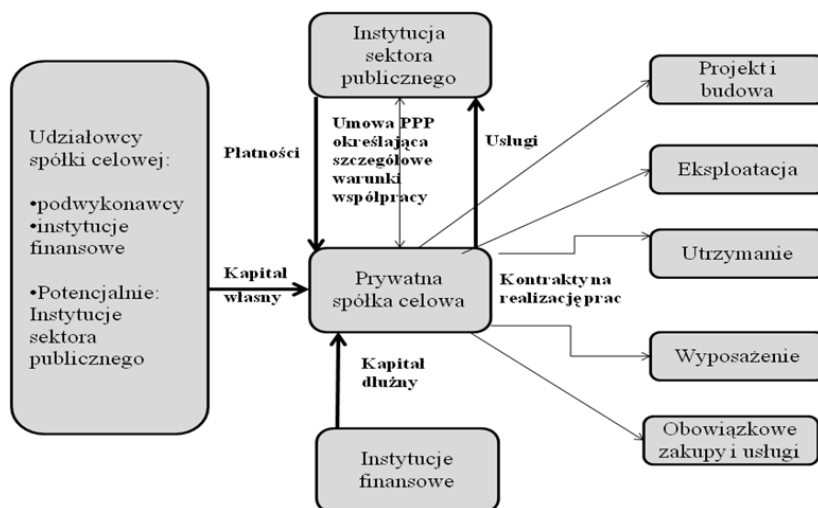 Instytucja
sektora
publicznego
Udziałowcy
spółki celowej:
•podwykonawcy
•instytucje
finansowe
•Potencjalnie:
Instytucje
sektora
publicznego
Płatności
Umowa PPP
określająca
szczegółowe
warunki
współpracy
Usługi
Kapitał
własny
Prywatna
spółka celowa
Kontrakty na
realizację prac
Kapitał
dłużny
Instytucje
finansowe
Projekt i
budowa
Eksploatacja
Utrzymanie
Wyposażenie
Obowiązkowe
zakupy i usługi